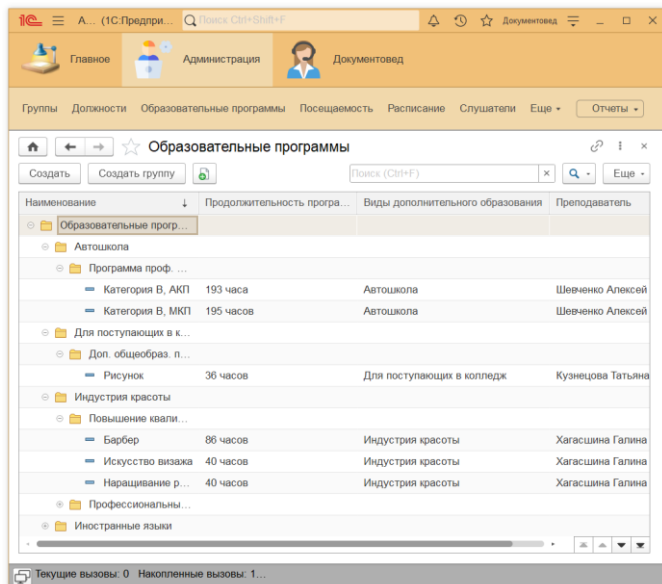 1С А... (1С:Предпри... Поиск Ctrl+Shift+F Документовед
Главное Администрация Документовед
Группы Должности Образовательные программы Посещаемость Расписание Слушатели Еще Отчеты
Образовательные программы
Создать Создать группу Поиск (Ctrl+F) × Еще
Наименование ↓ Продолжительность програ... Виды дополнительного образования Преподаватель
Образовательные прогр...
Автошкола
Программа проф. ...
Категория В, АКП 193 часа Автошкола Шевченко Алексей
Категория В, МКП 195 часов Автошкола Шевченко Алексей
Для поступающих в к...
Доп. общеобраз. п...
Рисунок 36 часов Для поступающих в колледж Кузнецова Татьяна
Индустрия красоты
Повышение квали...
Барбер 86 часов Индустрия красоты Хагасшина Галина
Искусство визажа 40 часов Индустрия красоты Хагасшина Галина
Наращивание р... 40 часов Индустрия красоты Хагасшина Галина
Профессиональны...
Иностранные языки
Текущие вызовы: 0 Накопленные вызовы: 1...